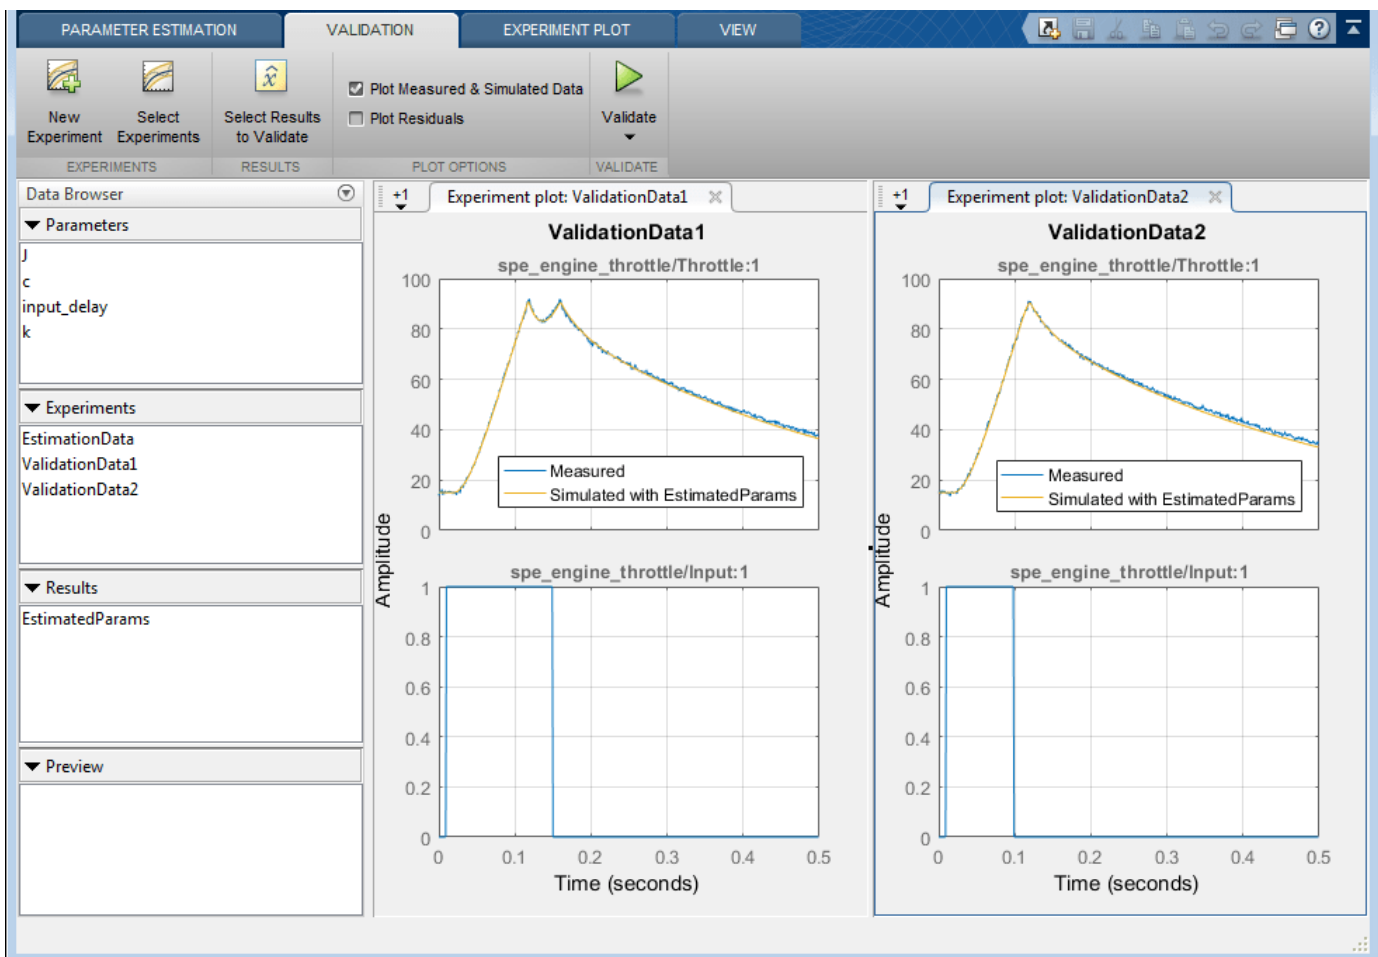 PARAMETER ESTIMATION VALIDATION EXPERIMENT PLOT VIEW
New Experiment
Select Experiments
x̂
Select Results to Validate
Plot Measured & Simulated Data
Plot Residuals
Validate
EXPERIMENTS RESULTS PLOT OPTIONS VALIDATE
Data Browser
Parameters
J
c
input_delay
k
Experiments
EstimationData
ValidationData1
ValidationData2
Results
EstimatedParams
Preview
+1 Experiment plot: ValidationData1
ValidationData1
spe_engine_throttle/Throttle:1
100
80
60
40
20
0
Measured
Simulated with EstimatedParams
Amplitude
spe_engine_throttle/Input:1
1
0.8
0.6
0.4
0.2
0
0 0.1 0.2 0.3 0.4 0.5
Time (seconds)
+1 Experiment plot: ValidationData2
ValidationData2
spe_engine_throttle/Throttle:1
100
80
60
40
20
0
Measured
Simulated with EstimatedParams
Amplitude
spe_engine_throttle/Input:1
1
0.8
0.6
0.4
0.2
0
0 0.1 0.2 0.3 0.4 0.5
Time (seconds)